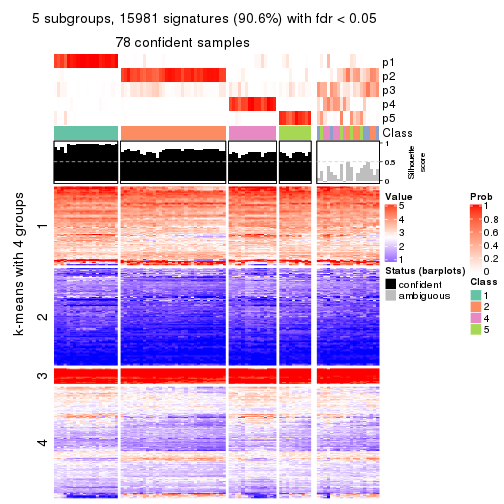 5 subgroups, 15981 signatures (90.6%) with fdr < 0.05
78 confident samples
p1
p2
p3
p4
p5
Class
1
0.5
0
Silhouette
score
k-means with 4 groups
1
2
3
4
Value
5
4
3
2
1
Status (barplots)
confident
ambiguous
Prob
1
0.8
0.6
0.4
0.2
0
Class
1
2
4
5